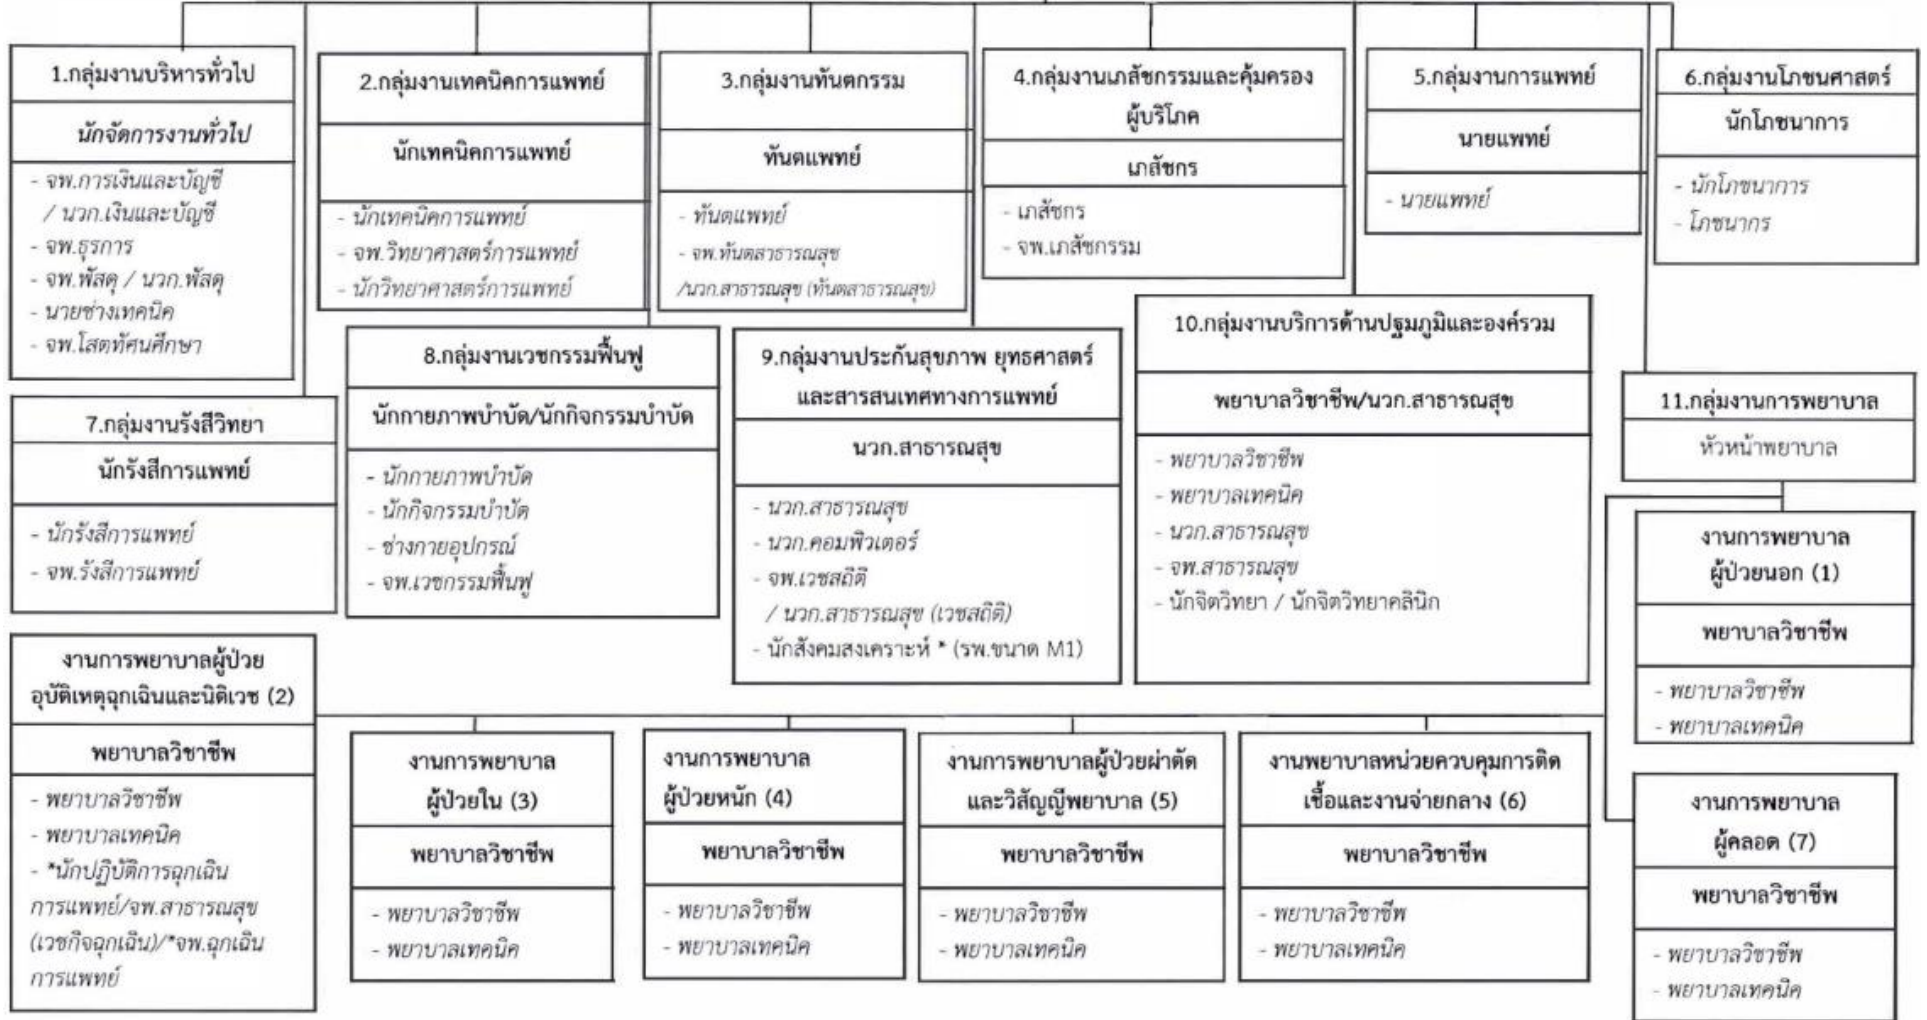 1.กลุ่มงานบริหารทั่วไป
นักจัดการงานทั่วไป
- จพ.การเงินและบัญชี
/ นวก.เงินและบัญชี
- จพ.ธุรการ
- จพ.พัสดุ / นวก.พัสดุ
- นายช่างเทคนิค
- จพ.โสตทัศนศึกษา
2.กลุ่มงานเทคนิคการแพทย์
นักเทคนิคการแพทย์
- นักเทคนิคการแพทย์
- จพ.วิทยาศาสตร์การแพทย์
- นักวิทยาศาสตร์การแพทย์
3.กลุ่มงานทันตกรรม
ทันตแพทย์
- ทันตแพทย์
- จพ.ทันตสาธารณสุข
/นวก.สาธารณสุข (ทันตสาธารณสุข)
4.กลุ่มงานเภสัชกรรมและคุ้มครอง
ผู้บริโภค
เภสัชกร
- เภสัชกร
- จพ.เภสัชกรรม
5.กลุ่มงานการแพทย์
นายแพทย์
- นายแพทย์
6.กลุ่มงานโภชนศาสตร์
นักโภชนาการ
- นักโภชนาการ
- โภชนากร
7.กลุ่มงานรังสีวิทยา
นักรังสีการแพทย์
- นักรังสีการแพทย์
- จพ.รังสีการแพทย์
8.กลุ่มงานเวชกรรมฟื้นฟู
นักกายภาพบำบัด/นักกิจกรรมบำบัด
- นักกายภาพบำบัด
- นักกิจกรรมบำบัด
- ช่างกายอุปกรณ์
- จพ.เวชกรรมฟื้นฟู
9.กลุ่มงานประกันสุขภาพ ยุทธศาสตร์
และสารสนเทศทางการแพทย์
นวก.สาธารณสุข
- นวก.สาธารณสุข
- นวก.คอมพิวเตอร์
- จพ.เวชสถิติ
/ นวก.สาธารณสุข (เวชสถิติ)
- นักสังคมสงเคราะห์ * (รพ.ขนาด M1)
10.กลุ่มงานบริการด้านปฐมภูมิและองค์รวม
พยาบาลวิชาชีพ/นวก.สาธารณสุข
- พยาบาลวิชาชีพ
- พยาบาลเทคนิค
- นวก.สาธารณสุข
- จพ.สาธารณสุข
- นักจิตวิทยา / นักจิตวิทยาคลินิก
11.กลุ่มงานการพยาบาล
หัวหน้าพยาบาล
งานการพยาบาล
ผู้ป่วยนอก (1)
พยาบาลวิชาชีพ
- พยาบาลวิชาชีพ
- พยาบาลเทคนิค
งานการพยาบาลผู้ป่วย
อุบัติเหตุฉุกเฉินและนิติเวช (2)
พยาบาลวิชาชีพ
- พยาบาลวิชาชีพ
- พยาบาลเทคนิค
- *นักปฏิบัติการฉุกเฉิน
การแพทย์/จพ.สาธารณสุข
(เวชกิจฉุกเฉิน)/*จพ.ฉุกเฉิน
การแพทย์
งานการพยาบาล
ผู้ป่วยใน (3)
พยาบาลวิชาชีพ
- พยาบาลวิชาชีพ
- พยาบาลเทคนิค
งานการพยาบาล
ผู้ป่วยหนัก (4)
พยาบาลวิชาชีพ
- พยาบาลวิชาชีพ
- พยาบาลเทคนิค
งานการพยาบาลผู้ป่วยผ่าตัด
และวิสัญญีพยาบาล (5)
พยาบาลวิชาชีพ
- พยาบาลวิชาชีพ
- พยาบาลเทคนิค
งานพยาบาลหน่วยควบคุมการติด
เชื้อและงานจ่ายกลาง (6)
พยาบาลวิชาชีพ
- พยาบาลวิชาชีพ
- พยาบาลเทคนิค
งานการพยาบาล
ผู้คลอด (7)
พยาบาลวิชาชีพ
- พยาบาลวิชาชีพ
- พยาบาลเทคนิค